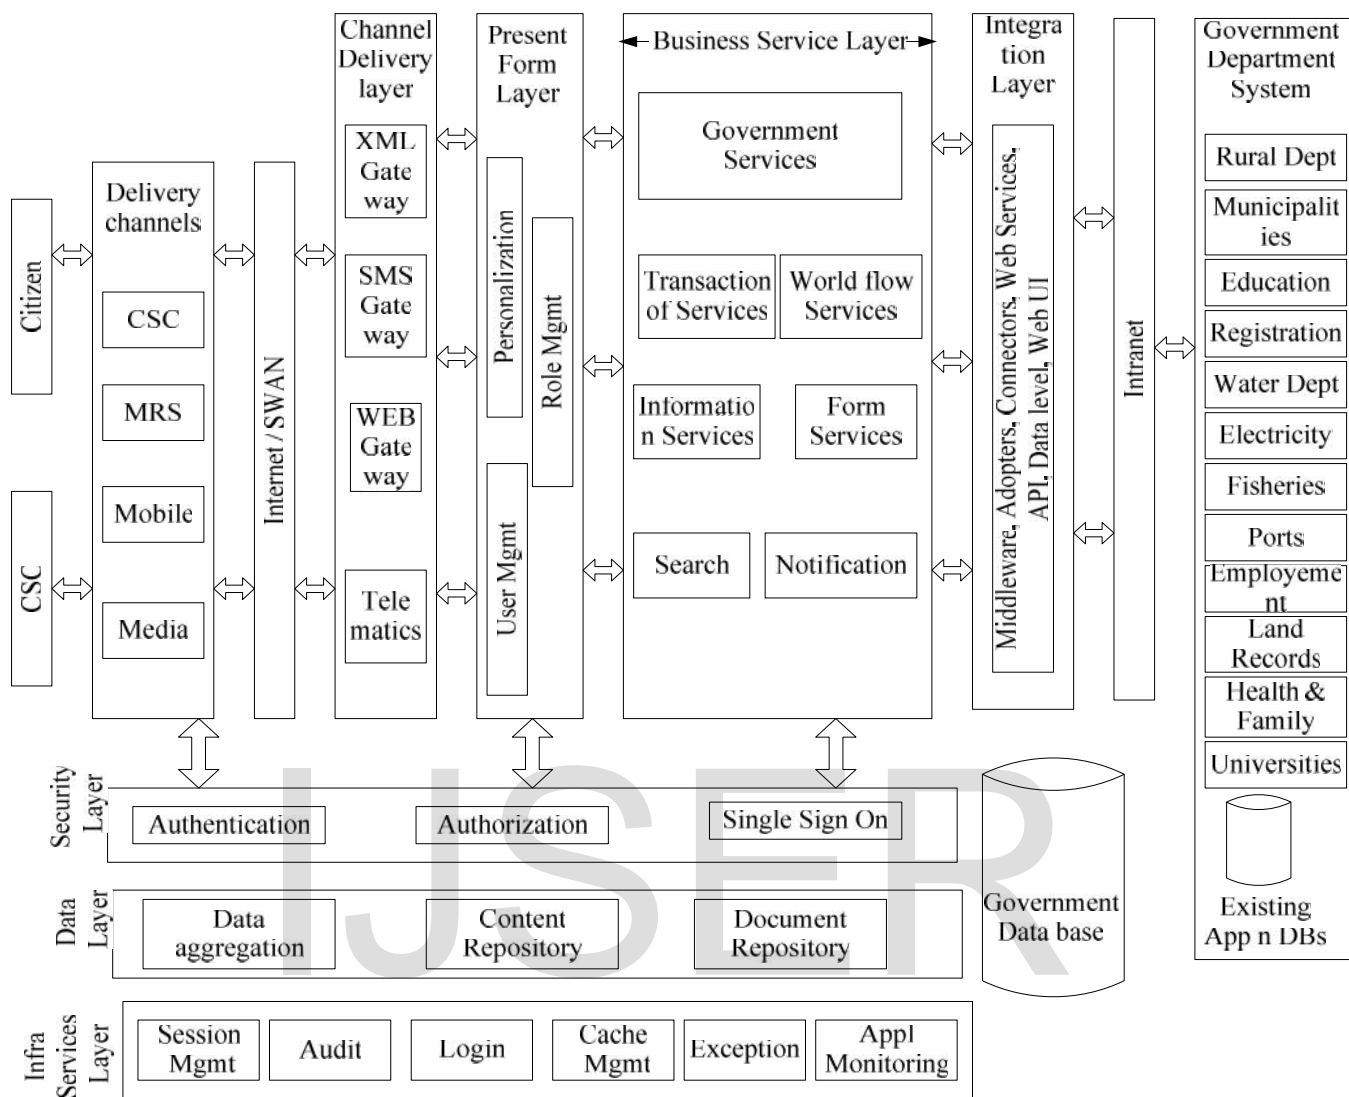 Citizen
CSC
Delivery
channels
CSC
MRS
Mobile
Media
Internet / SWAN
Channel
Delivery
layer
XML
Gate
way
SMS
Gate
way
WEB
Gate
way
Tele
matics
Present
Form
Layer
Personalization
Role Mgmt
User Mgmt
Business Service Layer
Government
Services
Transaction
of Services
World flow
Services
Informatio
n Services
Form
Services
Search
Notification
Integra
tion
Layer
Middleware, Adopters, Connectors, Web Services,
API, Data level, Web UI
Intranet
Government
Department
System
Rural Dept
Municipalit
ies
Education
Registration
Water Dept
Electricity
Fisheries
Ports
Employeme
nt
Land
Records
Health &
Family
Universities
Existing
App n DBs
Security
Layer
Authentication
Authorization
Single Sign On
Data
Layer
Data
aggregation
Content
Repository
Document
Repository
Government
Data base
Infra
Services
Layer
Session
Mgmt
Audit
Login
Cache
Mgmt
Exception
Appl
Monitoring
IJSER